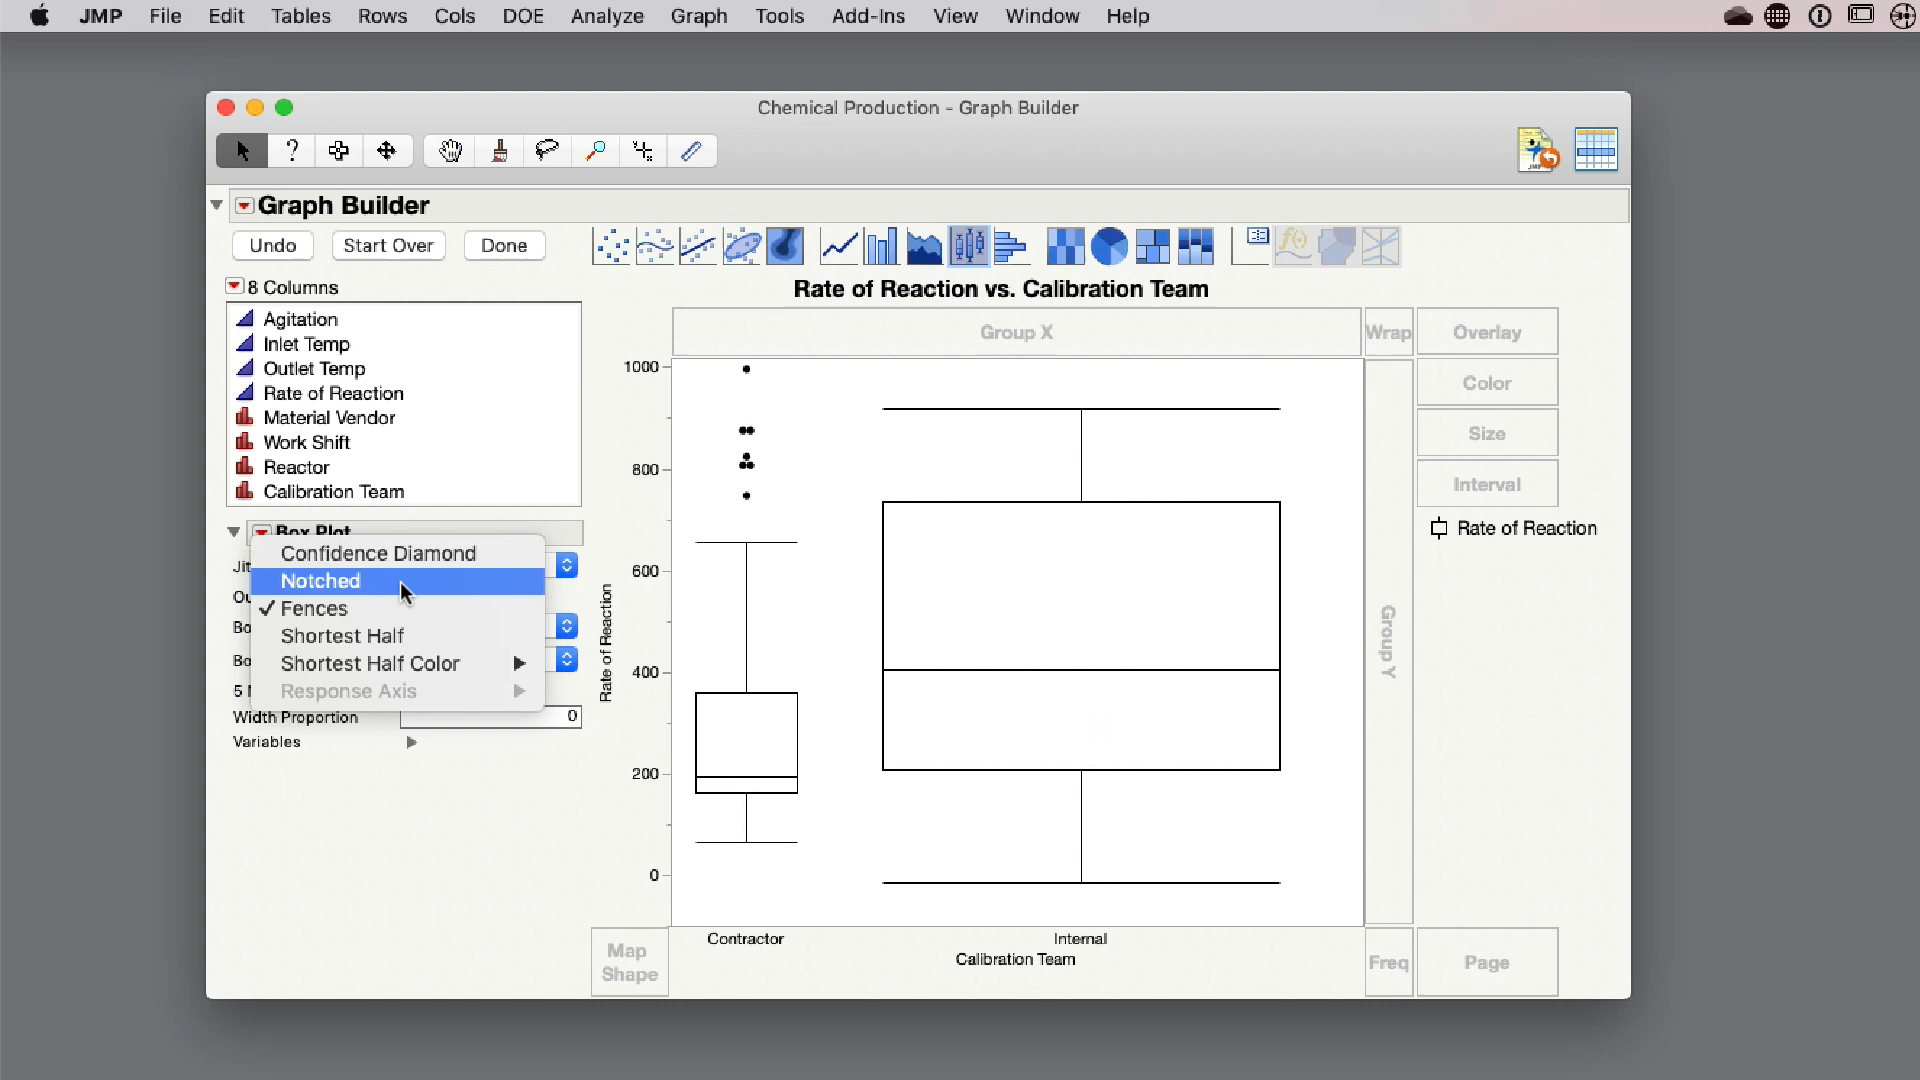 JMP File Edit Tables Rows Cols DOE Analyze Graph Tools Add-Ins View Window Help
Chemical Production - Graph Builder
?
JMP
Graph Builder
Undo Start Over Done
8 Columns
Agitation
Inlet Temp
Outlet Temp
Rate of Reaction
Material Vendor
Work Shift
Reactor
Calibration Team
Box Plot
Confidence Diamond
Notched
✓ Fences
Shortest Half
Shortest Half Color
Response Axis
Width Proportion 0
Variables
Rate of Reaction vs. Calibration Team
Group X
Wrap
Overlay
Color
Size
Interval
Rate of Reaction
1000
800
600
400
200
0
Rate of Reaction
Group Y
Contractor Internal
Calibration Team
Map
Shape
Freq
Page